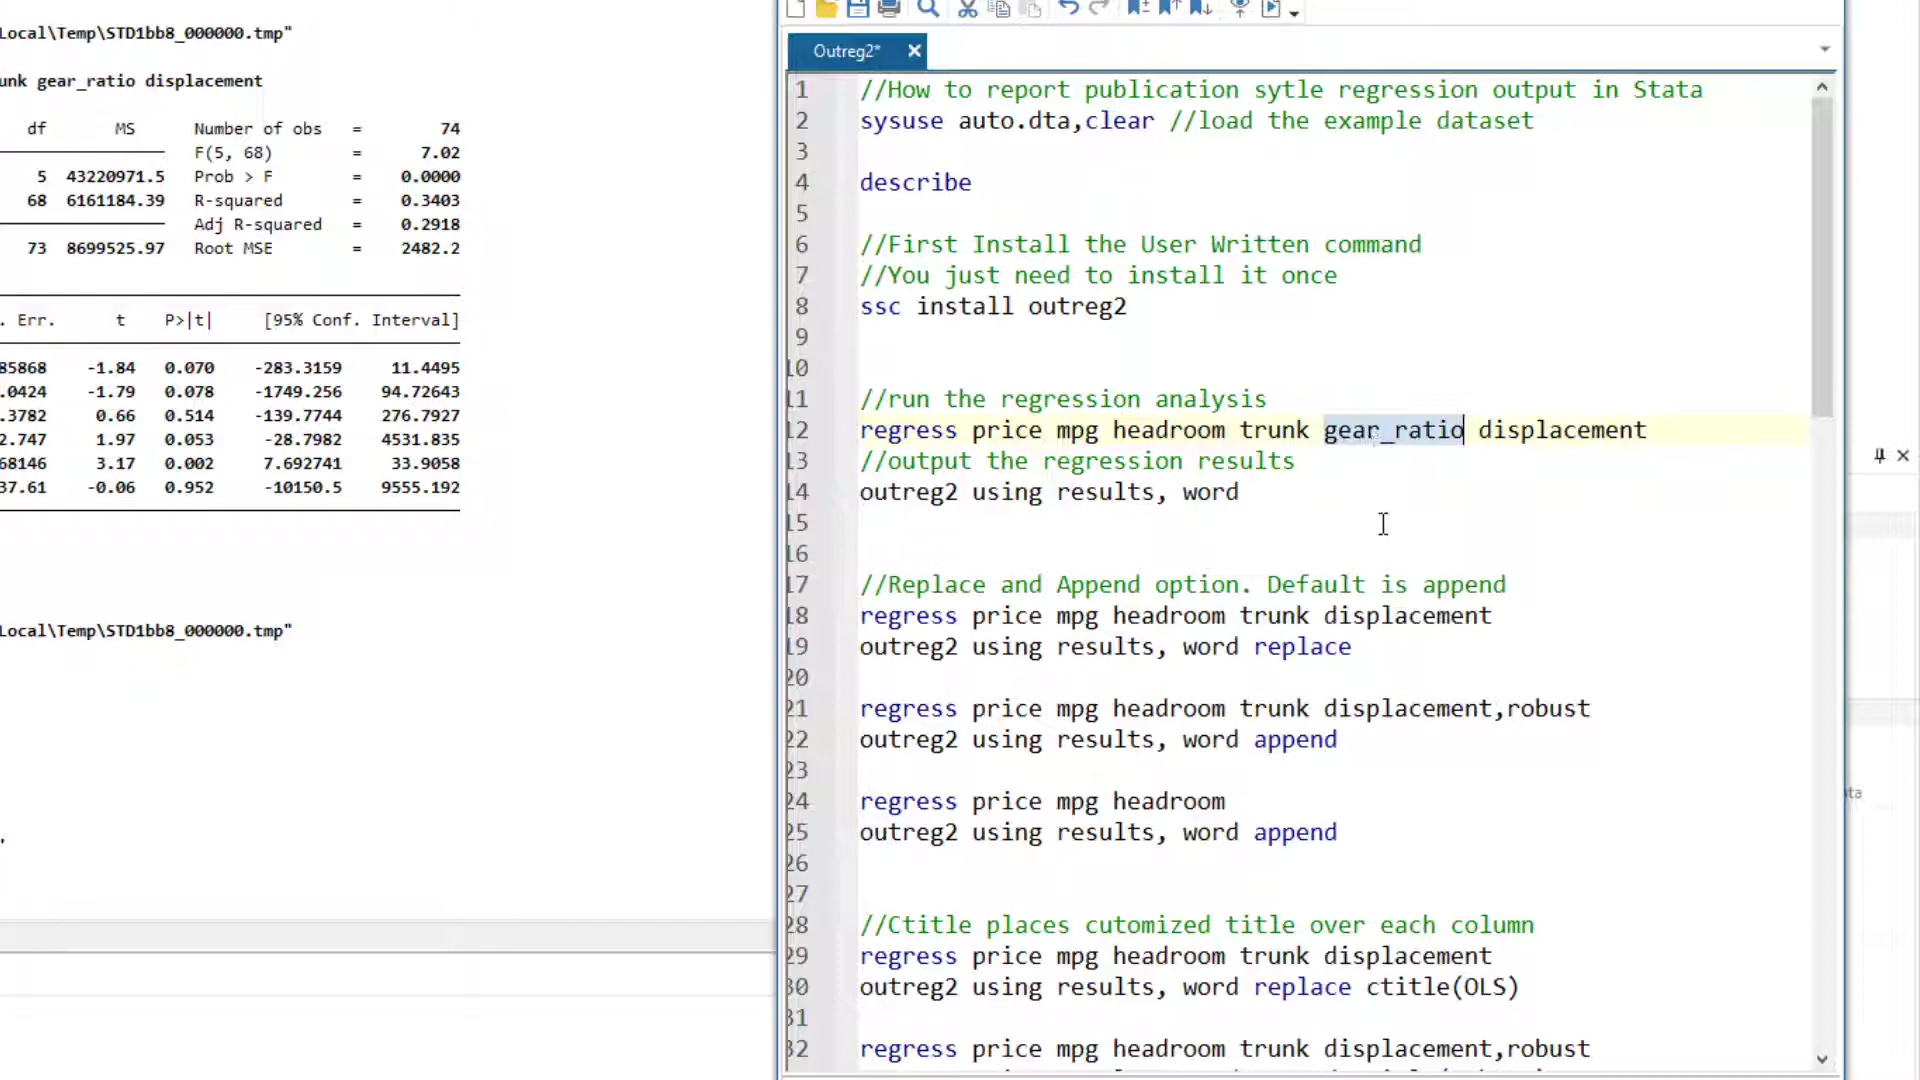 Local\Temp\STD1bb8_000000.tmp"
unk gear_ratio displacement
df MS Number of obs = 74
F(5, 68) = 7.02
5 43220971.5 Prob > F = 0.0000
68 6161184.39 R-squared = 0.3403
Adj R-squared = 0.2918
73 8699525.97 Root MSE = 2482.2
. Err. t P>|t| [95% Conf. Interval]
85868 -1.84 0.070 -283.3159 11.4495
.0424 -1.79 0.078 -1749.256 94.72643
.3782 0.66 0.514 -139.7744 276.7927
2.747 1.97 0.053 -28.7982 4531.835
68146 3.17 0.002 7.692741 33.9058
37.61 -0.06 0.952 -10150.5 9555.192
Local\Temp\STD1bb8_000000.tmp"
Outreg2*
1 //How to report publication sytle regression output in Stata
2 sysuse auto.dta,clear //load the example dataset
3
4 describe
5
6 //First Install the User Written command
7 //You just need to install it once
8 ssc install outreg2
9
10
11 //run the regression analysis
12 regress price mpg headroom trunk gear_ratio displacement
13 //output the regression results
14 outreg2 using results, word
15
16
17 //Replace and Append option. Default is append
18 regress price mpg headroom trunk displacement
19 outreg2 using results, word replace
20
21 regress price mpg headroom trunk displacement,robust
22 outreg2 using results, word append
23
24 regress price mpg headroom
25 outreg2 using results, word append
26
27
28 //Ctitle places cutomized title over each column
29 regress price mpg headroom trunk displacement
30 outreg2 using results, word replace ctitle(OLS)
31
32 regress price mpg headroom trunk displacement,robust
ta